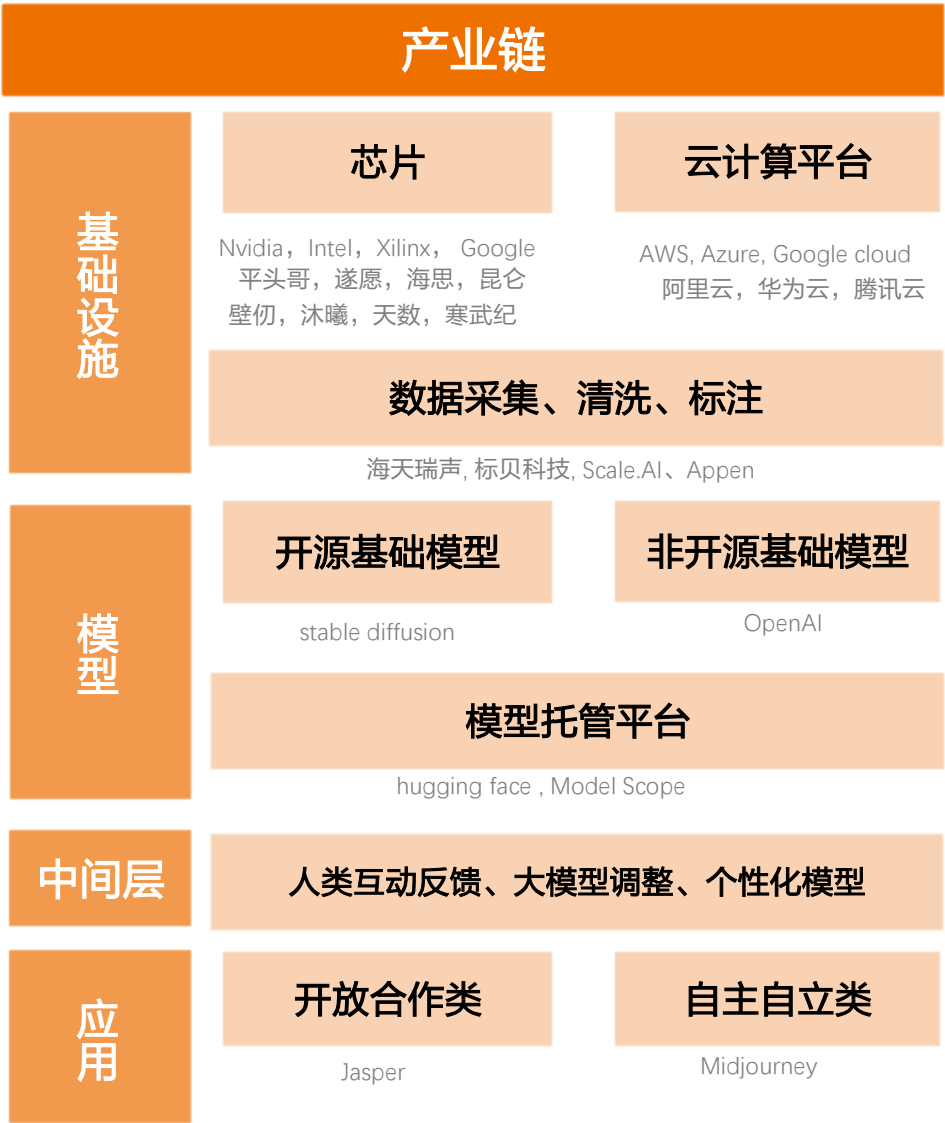 产业链
基础设施
芯片
云计算平台
Nvidia，Intel，Xilinx， Google
平头哥，遂愿，海思，昆仑
壁仞，沐曦，天数，寒武纪
AWS, Azure, Google cloud
阿里云，华为云，腾讯云
数据采集、清洗、标注
海天瑞声, 标贝科技, Scale.AI、Appen
模型
开源基础模型
非开源基础模型
stable diffusion
OpenAI
模型托管平台
hugging face , Model Scope
中间层
人类互动反馈、大模型调整、个性化模型
应用
开放合作类
自主自立类
Jasper
Midjourney